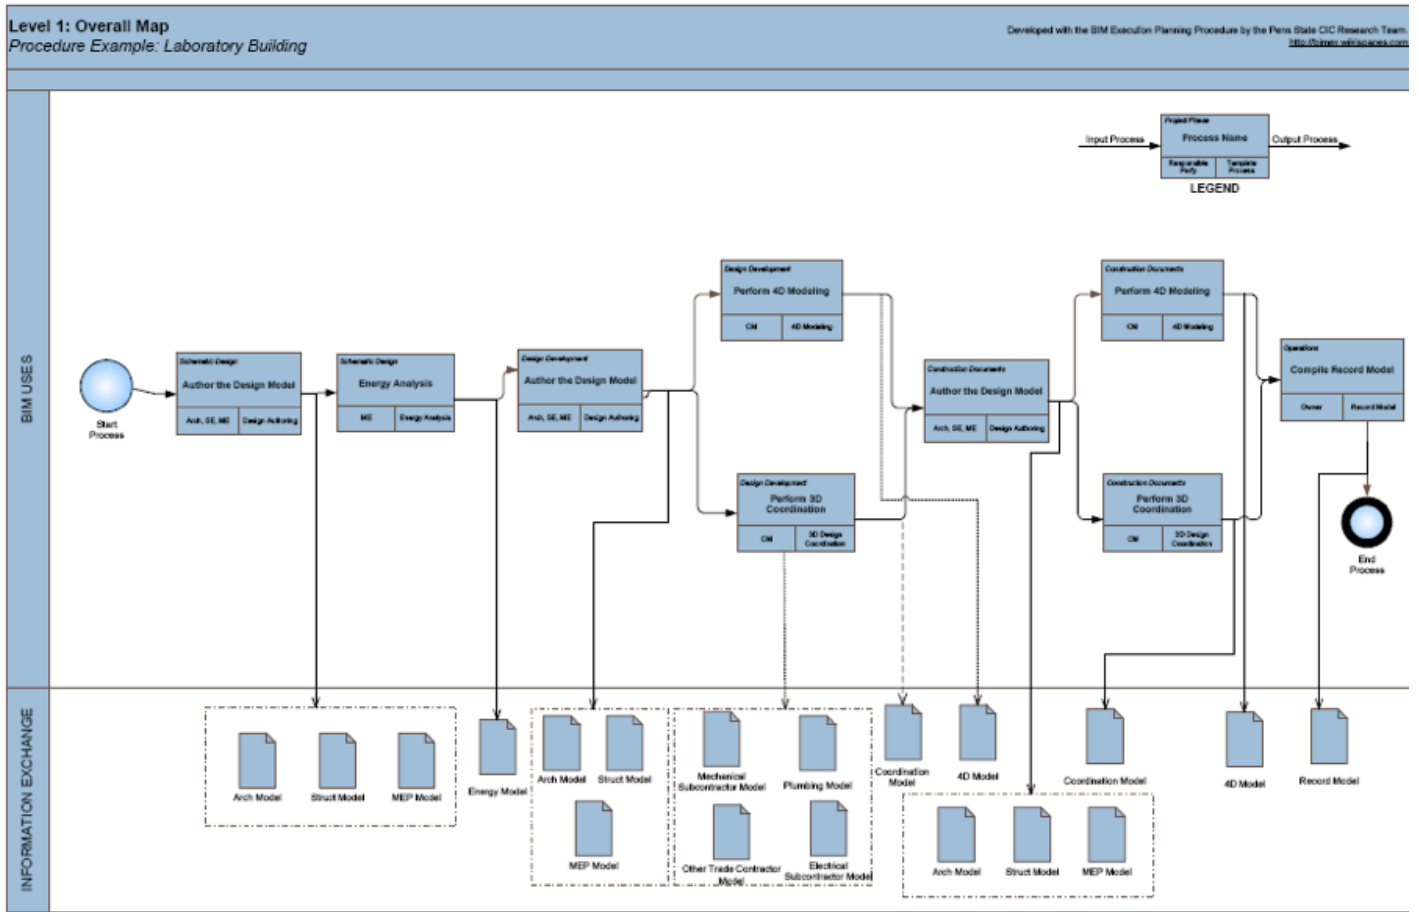 Level 1: Overall Map
Procedure Example: Laboratory Building
Developed with the BIM Execution Planning Procedure by the Penn State CIC Research Team.
http://bimex.wikispaces.com
BIM USES
Input Process
Project Phase
Process Name
Responsible
Party
Template
Process
Output Process
LEGEND
Start
Process
Schematic Design
Author the Design Model
Arch, SE, ME
Design Authoring
Schematic Design
Energy Analysis
ME
Energy Analysis
Design Development
Author the Design Model
Arch, SE, ME
Design Authoring
Design Development
Perform 4D Modeling
CM
4D Modeling
Design Development
Perform 3D
Coordination
CM
3D Design
Coordination
Construction Documents
Author the Design Model
Arch, SE, ME
Design Authoring
Construction Documents
Perform 4D Modeling
CM
4D Modeling
Construction Documents
Perform 3D
Coordination
CM
3D Design
Coordination
Operations
Compile Record Model
Owner
Record Model
End
Process
INFORMATION EXCHANGE
Arch Model
Struct Model
MEP Model
Energy Model
Arch Model
Struct Model
MEP Model
Mechanical
Subcontractor Model
Plumbing Model
Other Trade Contractor
Model
Electrical
Subcontractor Model
Coordination
Model
4D Model
Arch Model
Struct Model
MEP Model
Coordination Model
4D Model
Record Model